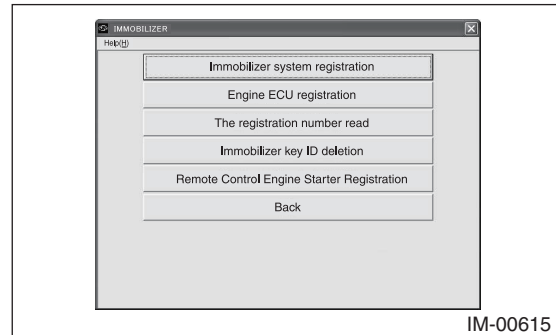 IMMOBILIZER
Help(H)
Immobilizer system registration
Engine ECU registration
The registration number read
Immobilizer key ID deletion
Remote Control Engine Starter Registration
Back
IM-00615